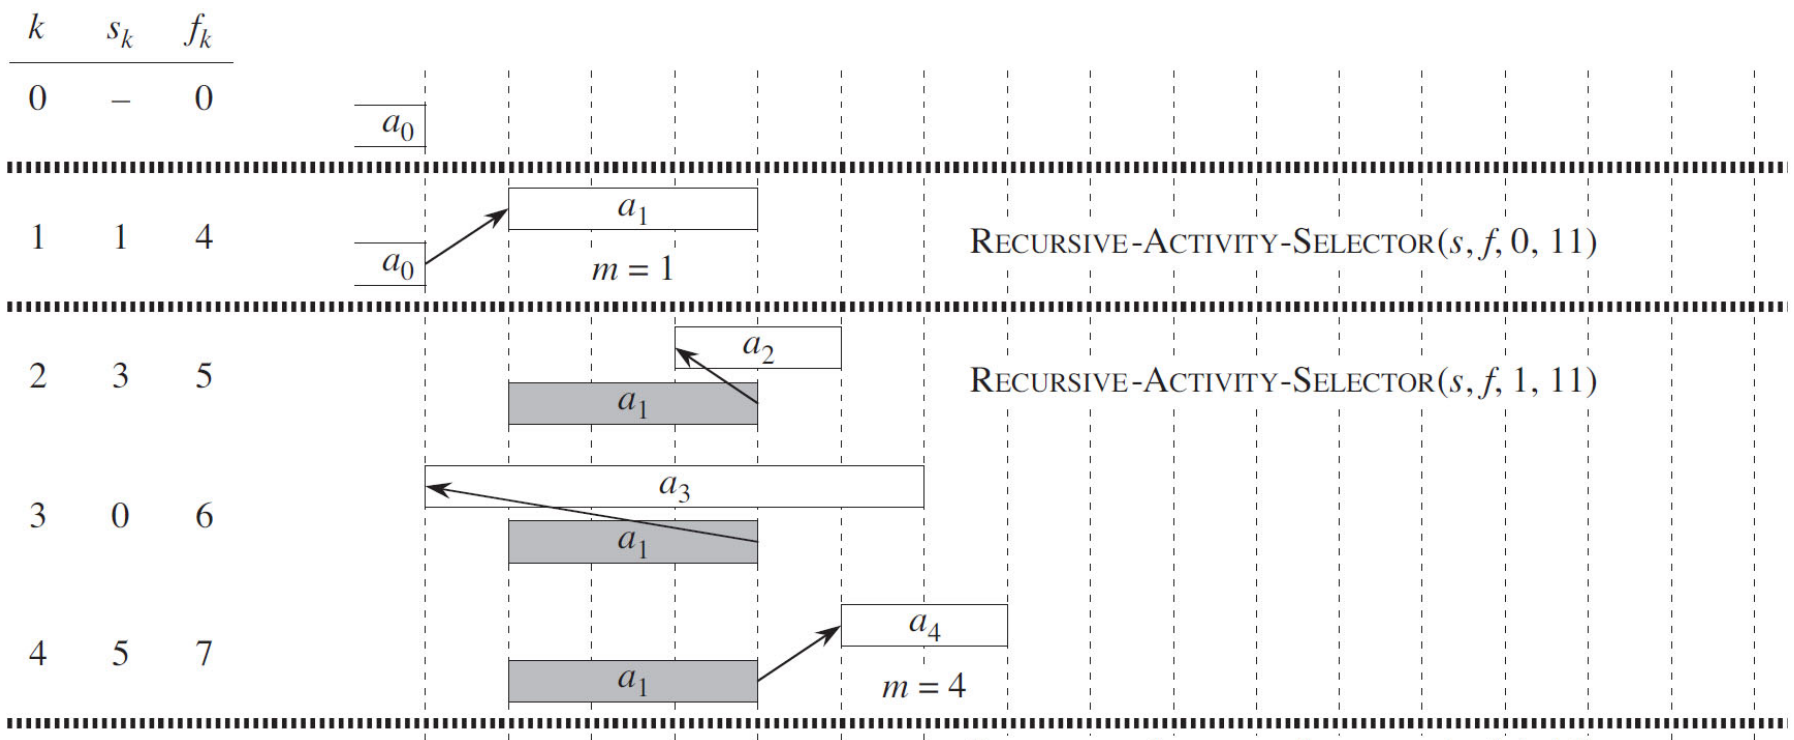 k s_k f_k
0 – 0
a_0
1 1 4
a_0
a_1
m = 1
RECURSIVE-ACTIVITY-SELECTOR(s, f, 0, 11)
2 3 5
a_2
a_1
RECURSIVE-ACTIVITY-SELECTOR(s, f, 1, 11)
3 0 6
a_3
a_1
4 5 7
a_4
a_1
m = 4